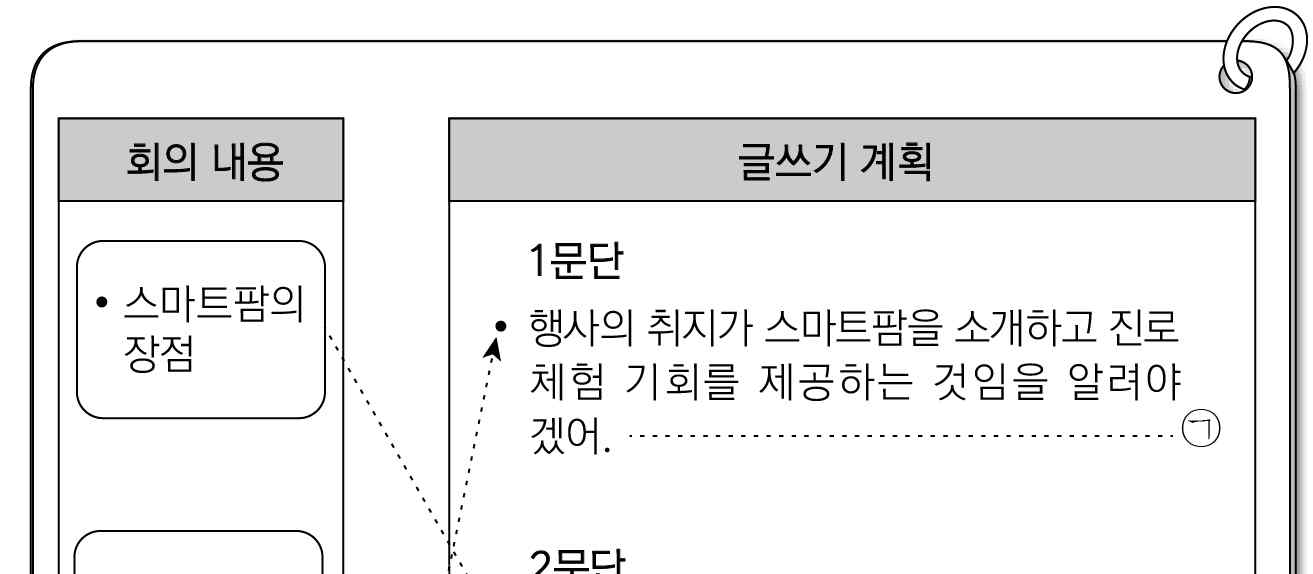 회의 내용
글쓰기 계획
• 스마트팜의
장점
1문단
• 행사의 취지가 스마트팜을 소개하고 진로
체험 기회를 제공하는 것임을 알려야
겠어. ㉠
2문단